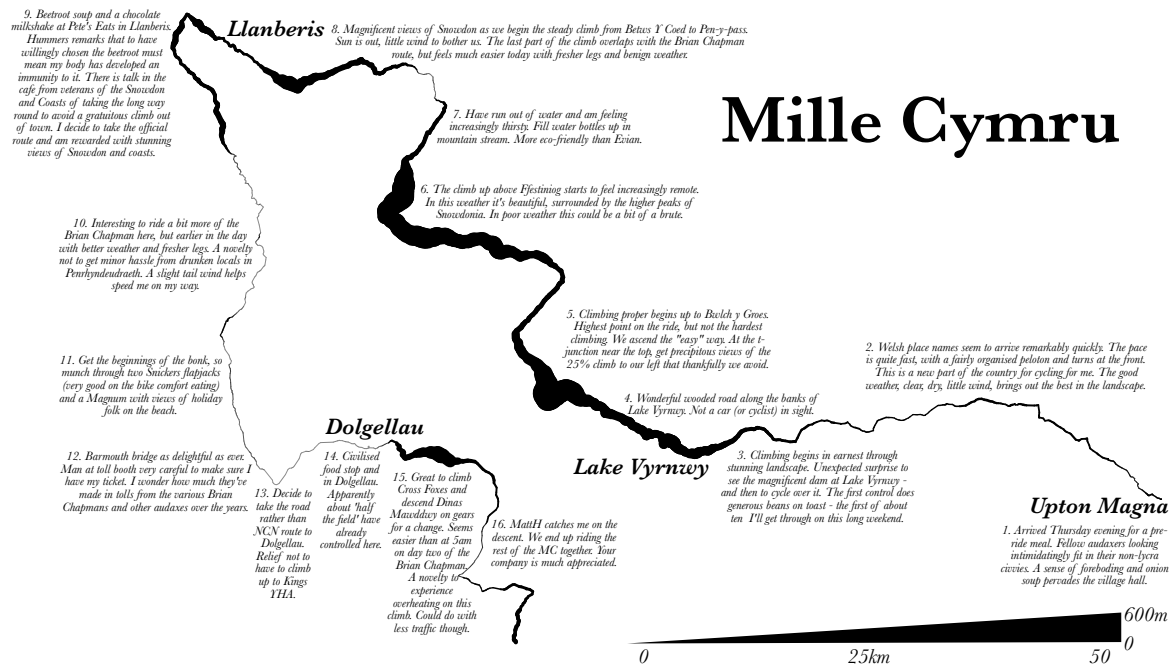 Mille Cymru
Upton Magna
1. Arrived Thursday evening for a pre-
ride meal. Fellow audaxers looking
intimidatingly fit in their non-lycra
civvies. A sense of foreboding and onion
soup pervades the village hall.
2. Welsh place names seem to arrive remarkably quickly. The pace
is quite fast, with a fairly organised peloton and turns at the front.
This is a new part of the country for cycling for me. The good
weather, clear, dry, little wind, brings out the best in the landscape.
3. Climbing begins in earnest through
stunning landscape. Unexpected surprise to
see the magnificent dam at Lake Vyrnwy -
and then to cycle over it. The first control does
generous beans on toast - the first of about
ten I'll get through on this long weekend.
Lake Vyrnwy
4. Wonderful wooded road along the banks of
Lake Vyrnwy. Not a car (or cyclist) in sight.
5. Climbing proper begins up to Bwlch y Groes.
Highest point on the ride, but not the hardest
climbing. We ascend the "easy" way. At the t-
junction near the top, get precipitous views of the
25% climb to our left that thankfully we avoid.
6. The climb up above Ffestiniog starts to feel increasingly remote.
In this weather it's beautiful, surrounded by the higher peaks of
Snowdonia. In poor weather this could be a bit of a brute.
7. Have run out of water and am feeling
increasingly thirsty. Fill water bottles up in
mountain stream. More eco-friendly than Evian.
8. Magnificent views of Snowdon as we begin the steady climb from Betws Y Coed to Pen-y-pass.
Sun is out, little wind to bother us. The last part of the climb overlaps with the Brian Chapman
route, but feels much easier today with fresher legs and benign weather.
Llanberis
9. Beetroot soup and a chocolate
milkshake at Pete's Eats in Llanberis.
Hummers remarks that to have
willingly chosen the beetroot must
mean my body has developed an
immunity to it. There is talk in the
cafe from veterans of the Snowdon
and Coasts of taking the long way
round to avoid a gratuitous climb out
of town. I decide to take the official
route and am rewarded with stunning
views of Snowdon and coasts.
10. Interesting to ride a bit more of the
Brian Chapman here, but earlier in the day
with better weather and fresher legs. A novelty
not to get minor hassle from drunken locals in
Penrhyndeudraeth. A slight tail wind helps
speed me on my way.
11. Get the beginnings of the bonk, so
munch through two Snickers flapjacks
(very good on the bike comfort eating)
and a Magnum with views of holiday
folk on the beach.
12. Barmouth bridge as delightful as ever.
Man at toll booth very careful to make sure I
have my ticket. I wonder how much they've
made in tolls from the various Brian
Chapmans and other audaxes over the years.
13. Decide to
take the road
rather than
NCN route to
Dolgellau.
Relief not to
have to climb
up to Kings
YHA.
Dolgellau
14. Civilised
food stop and
in Dolgellau.
Apparently
about 'half
the field' have
already
controlled here.
15. Great to climb
Cross Foxes and
descend Dinas
Mawddwy on gears
for a change. Seems
easier than at 5am
on day two of the
Brian Chapman.
A novelty to
experience
overheating on this
climb. Could do with
less traffic though.
16. MattH catches me on the
descent. We end up riding the
rest of the MC together. Your
company is much appreciated.
600m
0
0 25km 50